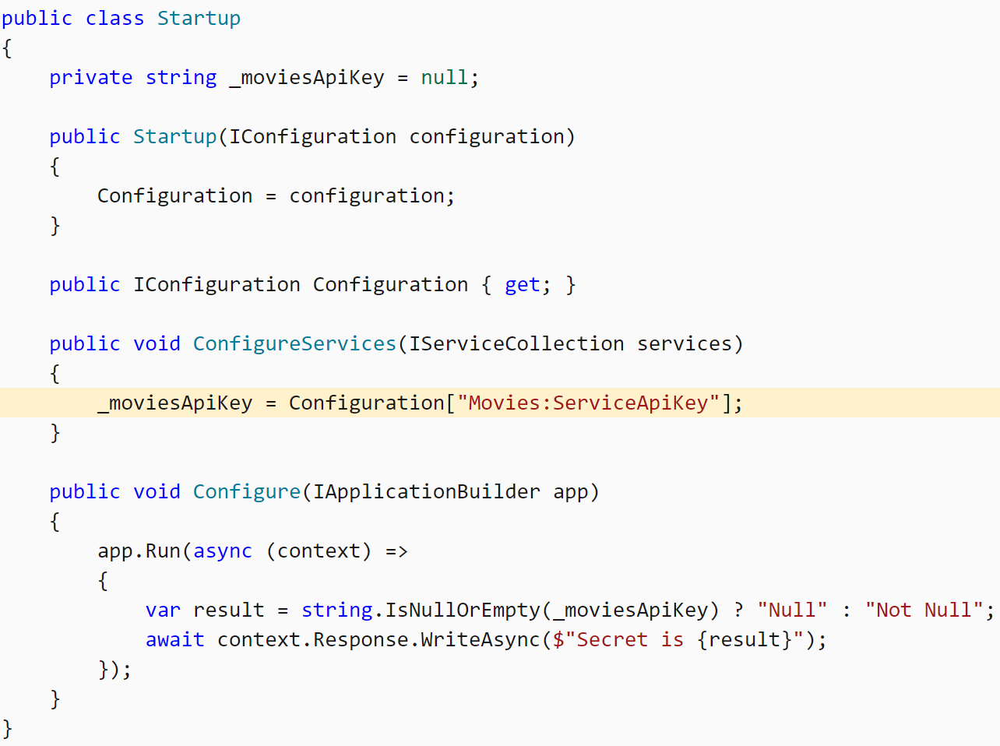 public class Startup
{
    private string _moviesApiKey = null;

    public Startup(IConfiguration configuration)
    {
        Configuration = configuration;
    }

    public IConfiguration Configuration { get; }

    public void ConfigureServices(IServiceCollection services)
    {
        _moviesApiKey = Configuration["Movies:ServiceApiKey"];
    }

    public void Configure(IApplicationBuilder app)
    {
        app.Run(async (context) =>
        {
            var result = string.IsNullOrEmpty(_moviesApiKey) ? "Null" : "Not Null";
            await context.Response.WriteAsync($"Secret is {result}");
        });
    }
}